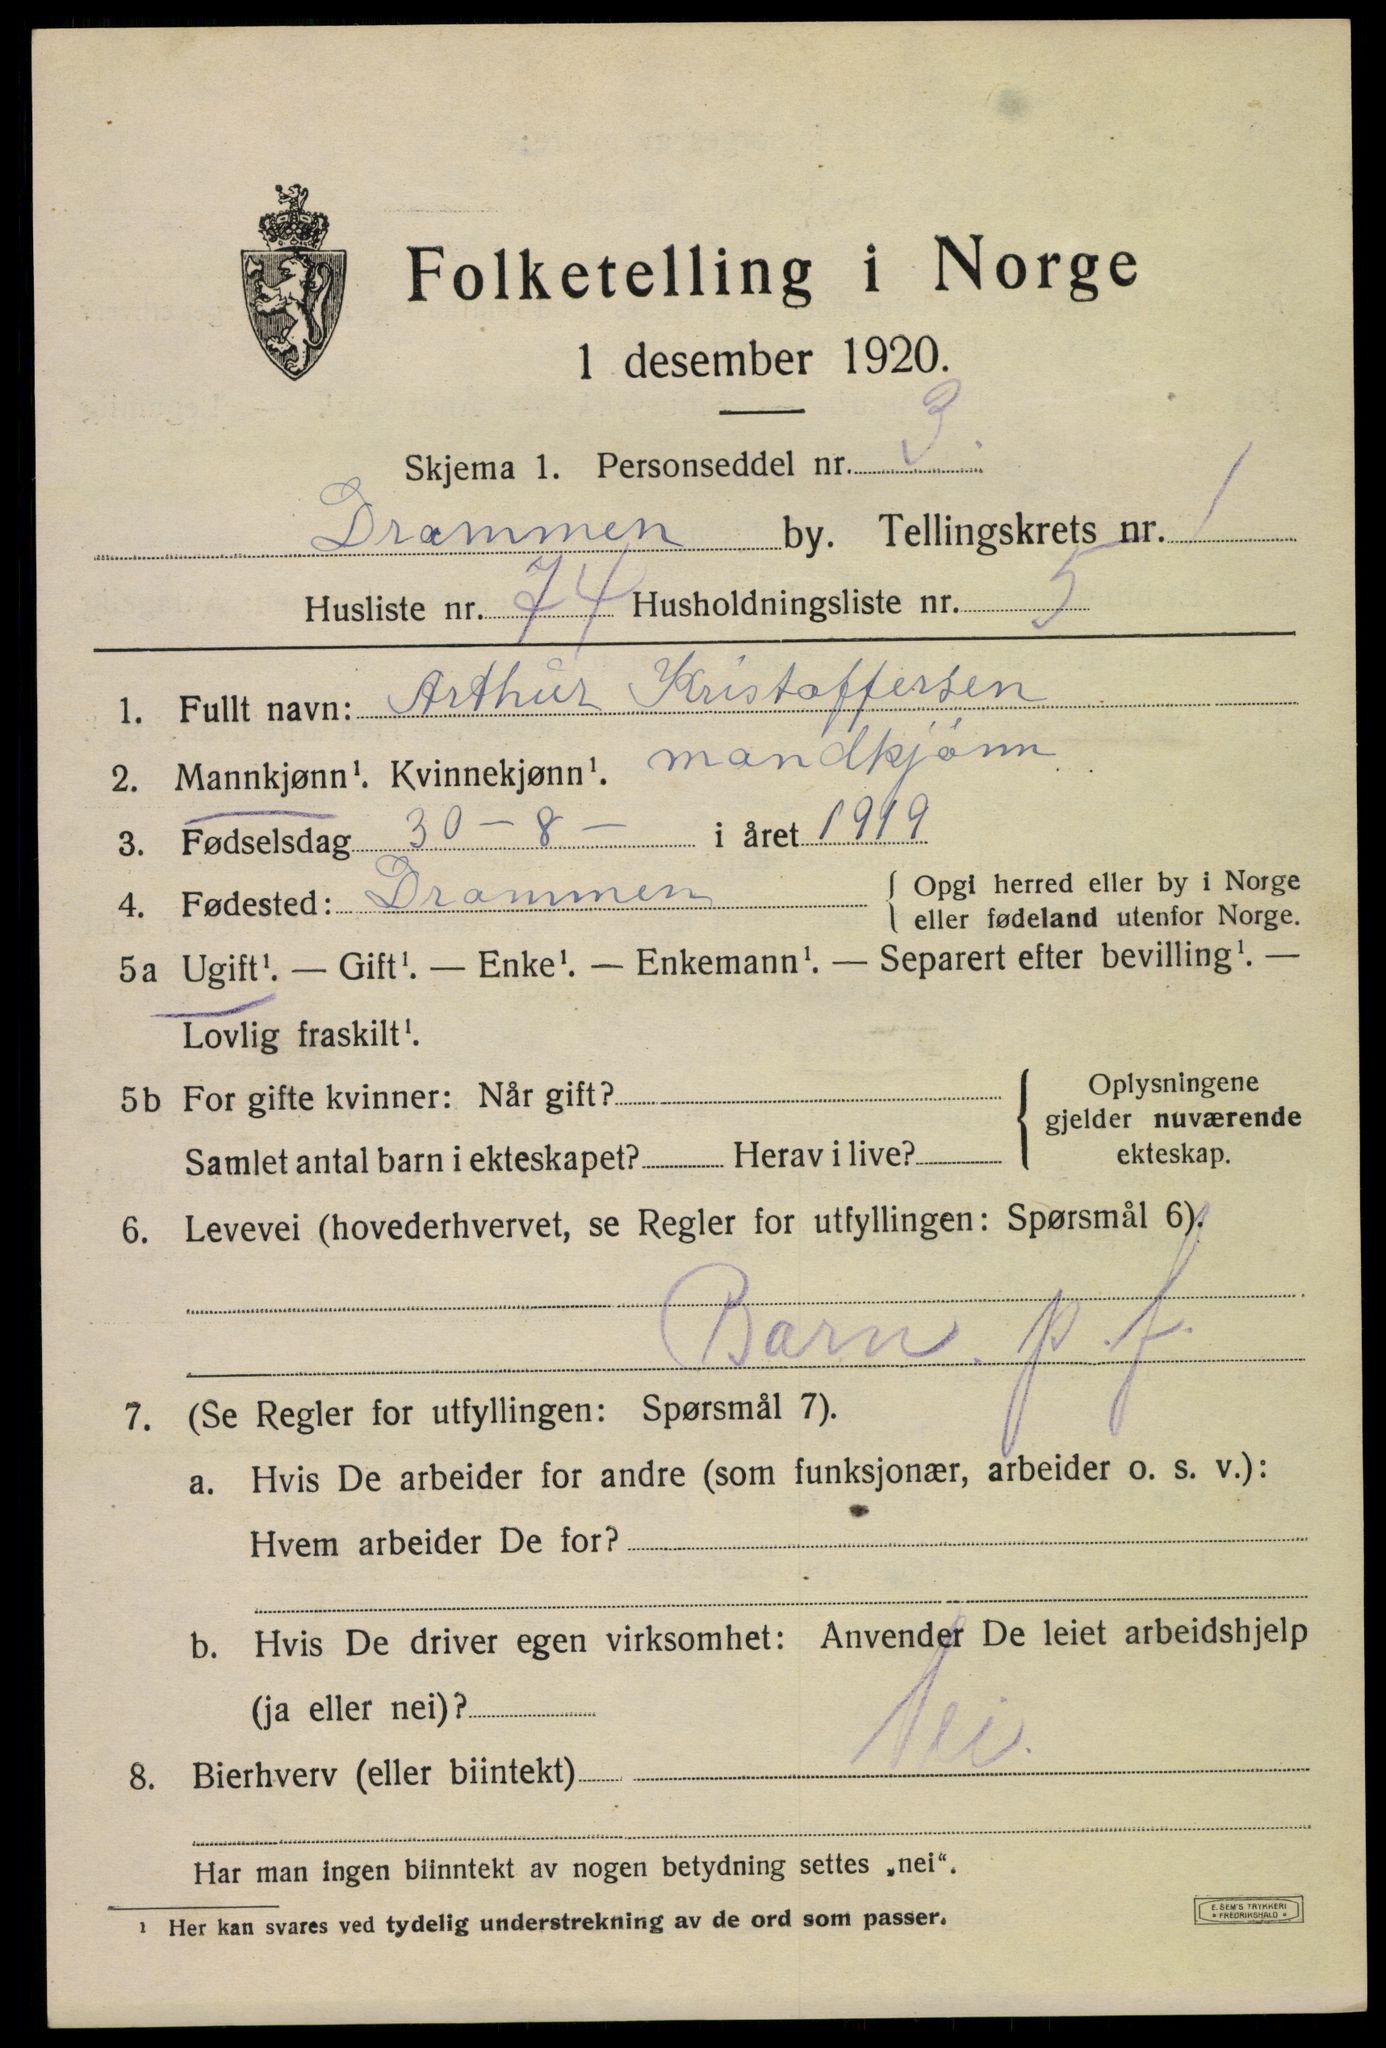 Folketelling i Norge
1 desember 1920.
Skjema 1. Personseddel nr. 3.
Drammen by. Tellingskrets nr. 1
Husliste nr. 74 Husholdningsliste nr. 5
1. Fullt navn: Arthur Kristoffersen
2. Mannkjønn¹. Kvinnekjønn¹. mandkjønn
3. Fødselsdag 30-8- i året 1919
4. Fødested: Drammen { Opgi herred eller by i Norge
eller fødeland utenfor Norge.
5a Ugift¹. — Gift¹. — Enke¹. — Enkemann¹. — Separert efter bevilling¹. —
Lovlig fraskilt¹.
5b For gifte kvinner: Når gift? { Oplysningene
gjelder nuværende
Samlet antal barn i ekteskapet? Herav i live? ekteskap.
6. Levevei (hovederhvervet, se Regler for utfyllingen: Spørsmål 6).
Barn. p.f.
7. (Se Regler for utfyllingen: Spørsmål 7).
a. Hvis De arbeider for andre (som funksjonær, arbeider o. s. v.):
Hvem arbeider De for?
b. Hvis De driver egen virksomhet: Anvender De leiet arbeidshjelp
(ja eller nei)?
8. Bierhverv (eller biintekt) Nei.
Har man ingen biinntekt av nogen betydning settes „nei“.
¹ Her kan svares ved tydelig understrekning av de ord som passer.
E. SEM'S TRYKKERI
• FREDRIKSHALD •